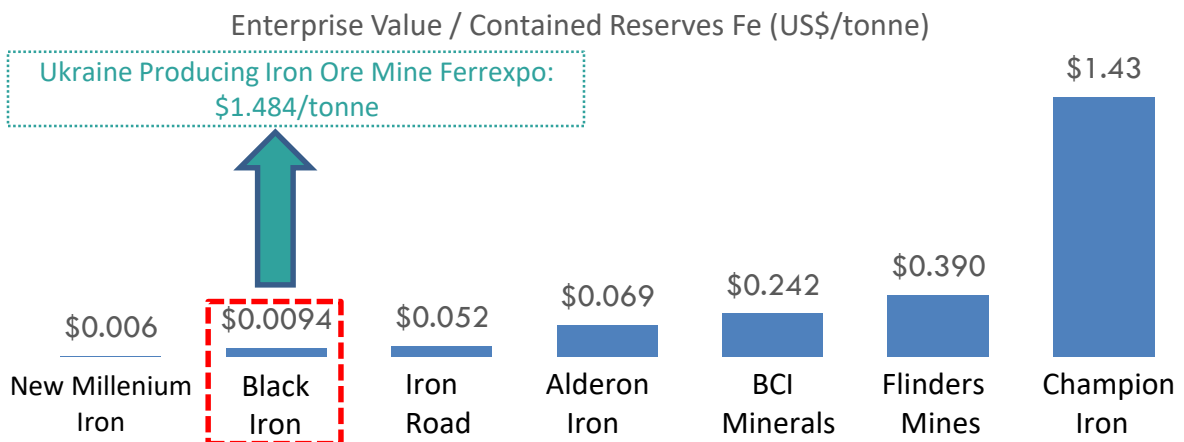 Enterprise Value / Contained Reserves Fe (US$/tonne)
Ukraine Producing Iron Ore Mine Ferrexpo:
$1.484/tonne
$1.43
$0.390
$0.242
$0.069
$0.052
$0.0094
$0.006
New Millenium
Iron
Black
Iron
Iron
Road
Alderon
Iron
BCI
Minerals
Flinders
Mines
Champion
Iron